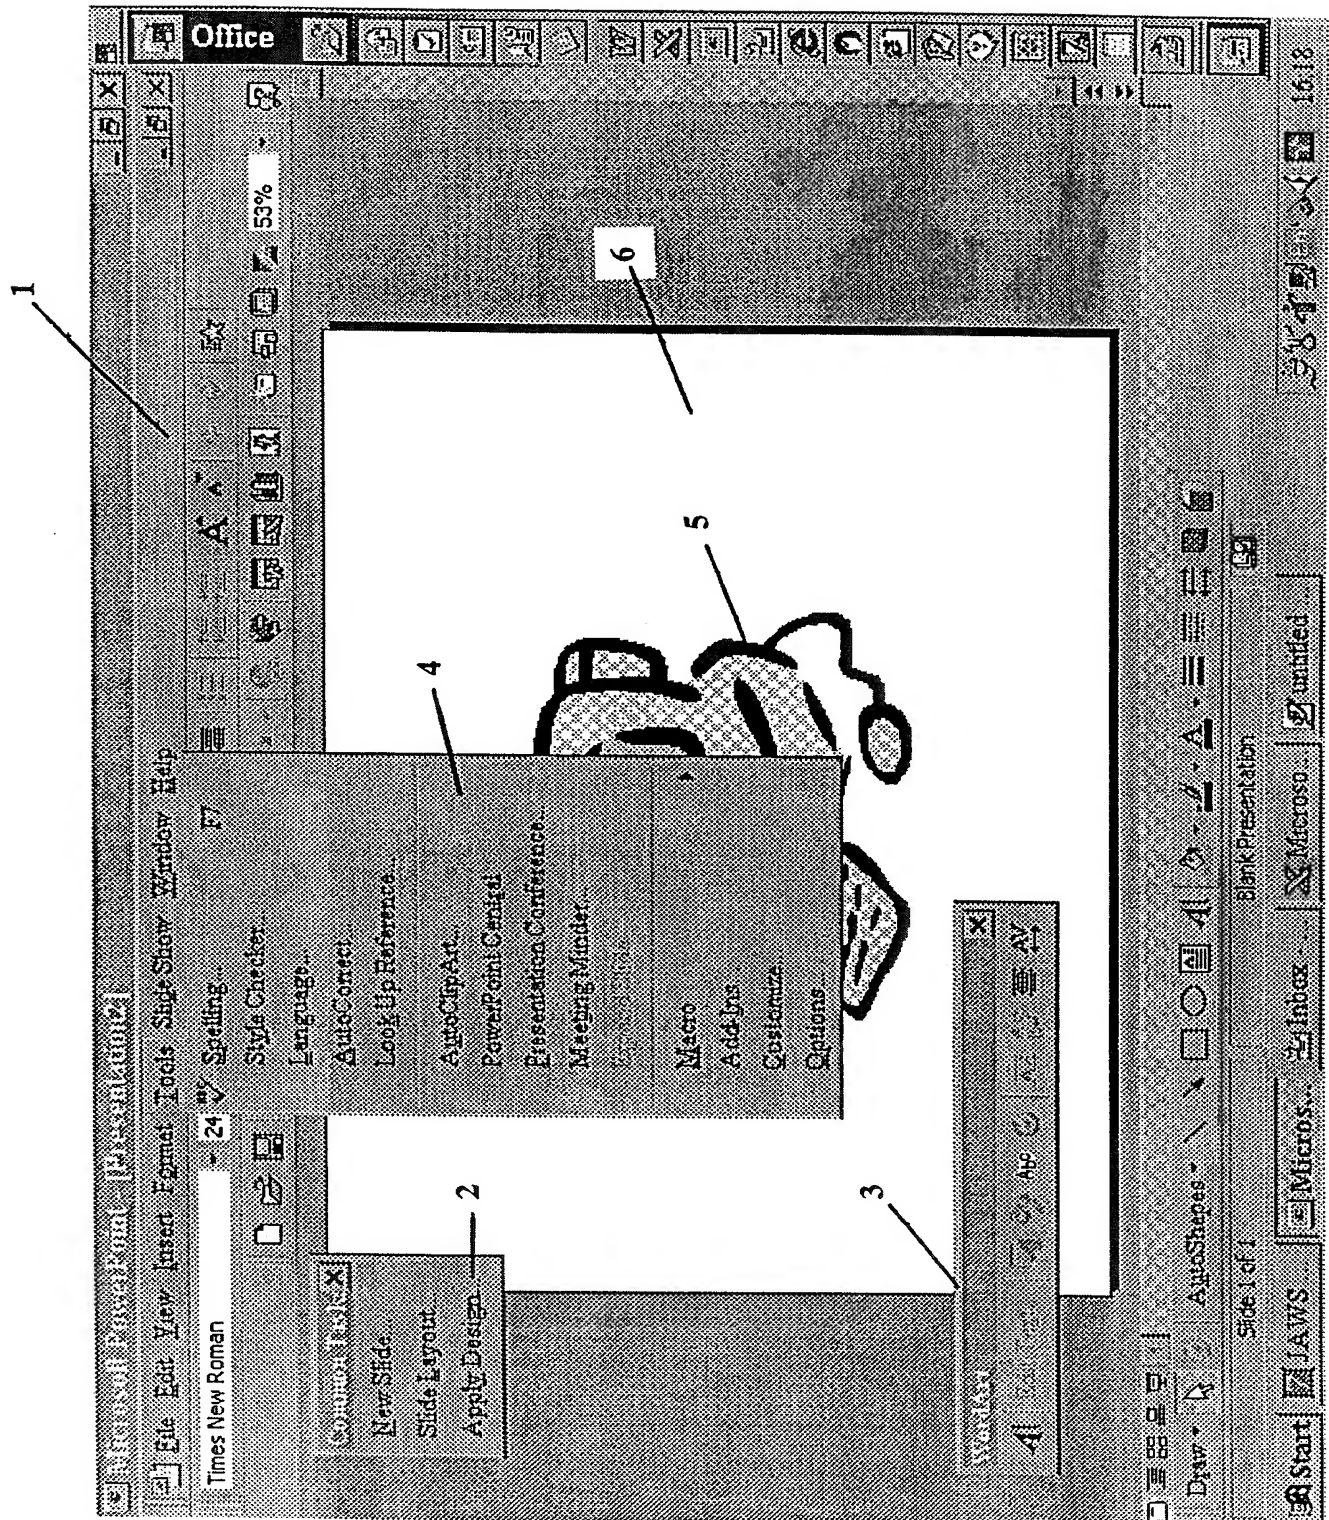 1
Microsoft PowerPoint - [Presentation2]
File Edit View Insert Format Tools Slide Show Window Help
Office
Times New Roman 24
53%
Spelling... F7
Style Checker...
Language...
AutoCorrect...
Look Up Reference...
AutoClipArt...
PowerPoint Central
Presentation Conference...
Meeting Minder...
Macro
Add-Ins...
Customize...
Options...
4
Common Tasks
New Slide...
Slide Layout...
Apply Design...
2
5
6
3
WordArt
Abc
AV
Draw AutoShapes
Slide 1 of 1 Blank Presentation
Start JAWS... Micros... Inbox -... Microso... untitled... 16:13